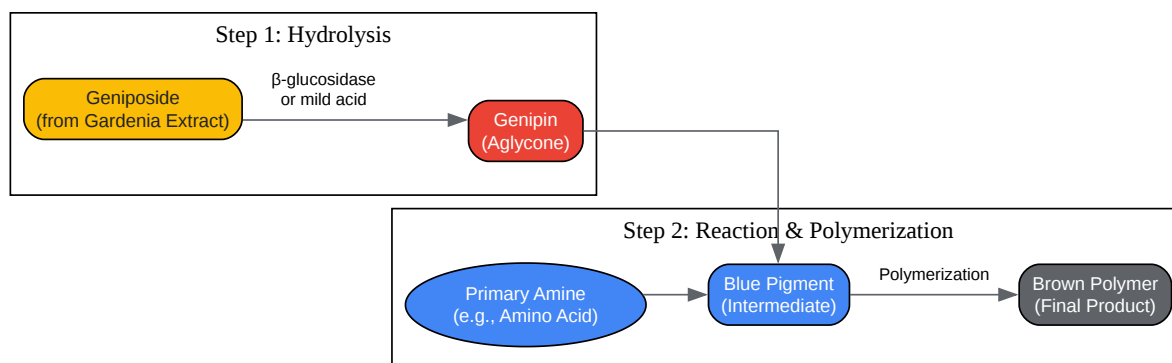 Step 1: Hydrolysis
Geniposide
(from Gardenia Extract)
β-glucosidase
or mild acid
Genipin
(Aglycone)
Step 2: Reaction & Polymerization
Primary Amine
(e.g., Amino Acid)
Blue Pigment
(Intermediate)
Polymerization
Brown Polymer
(Final Product)